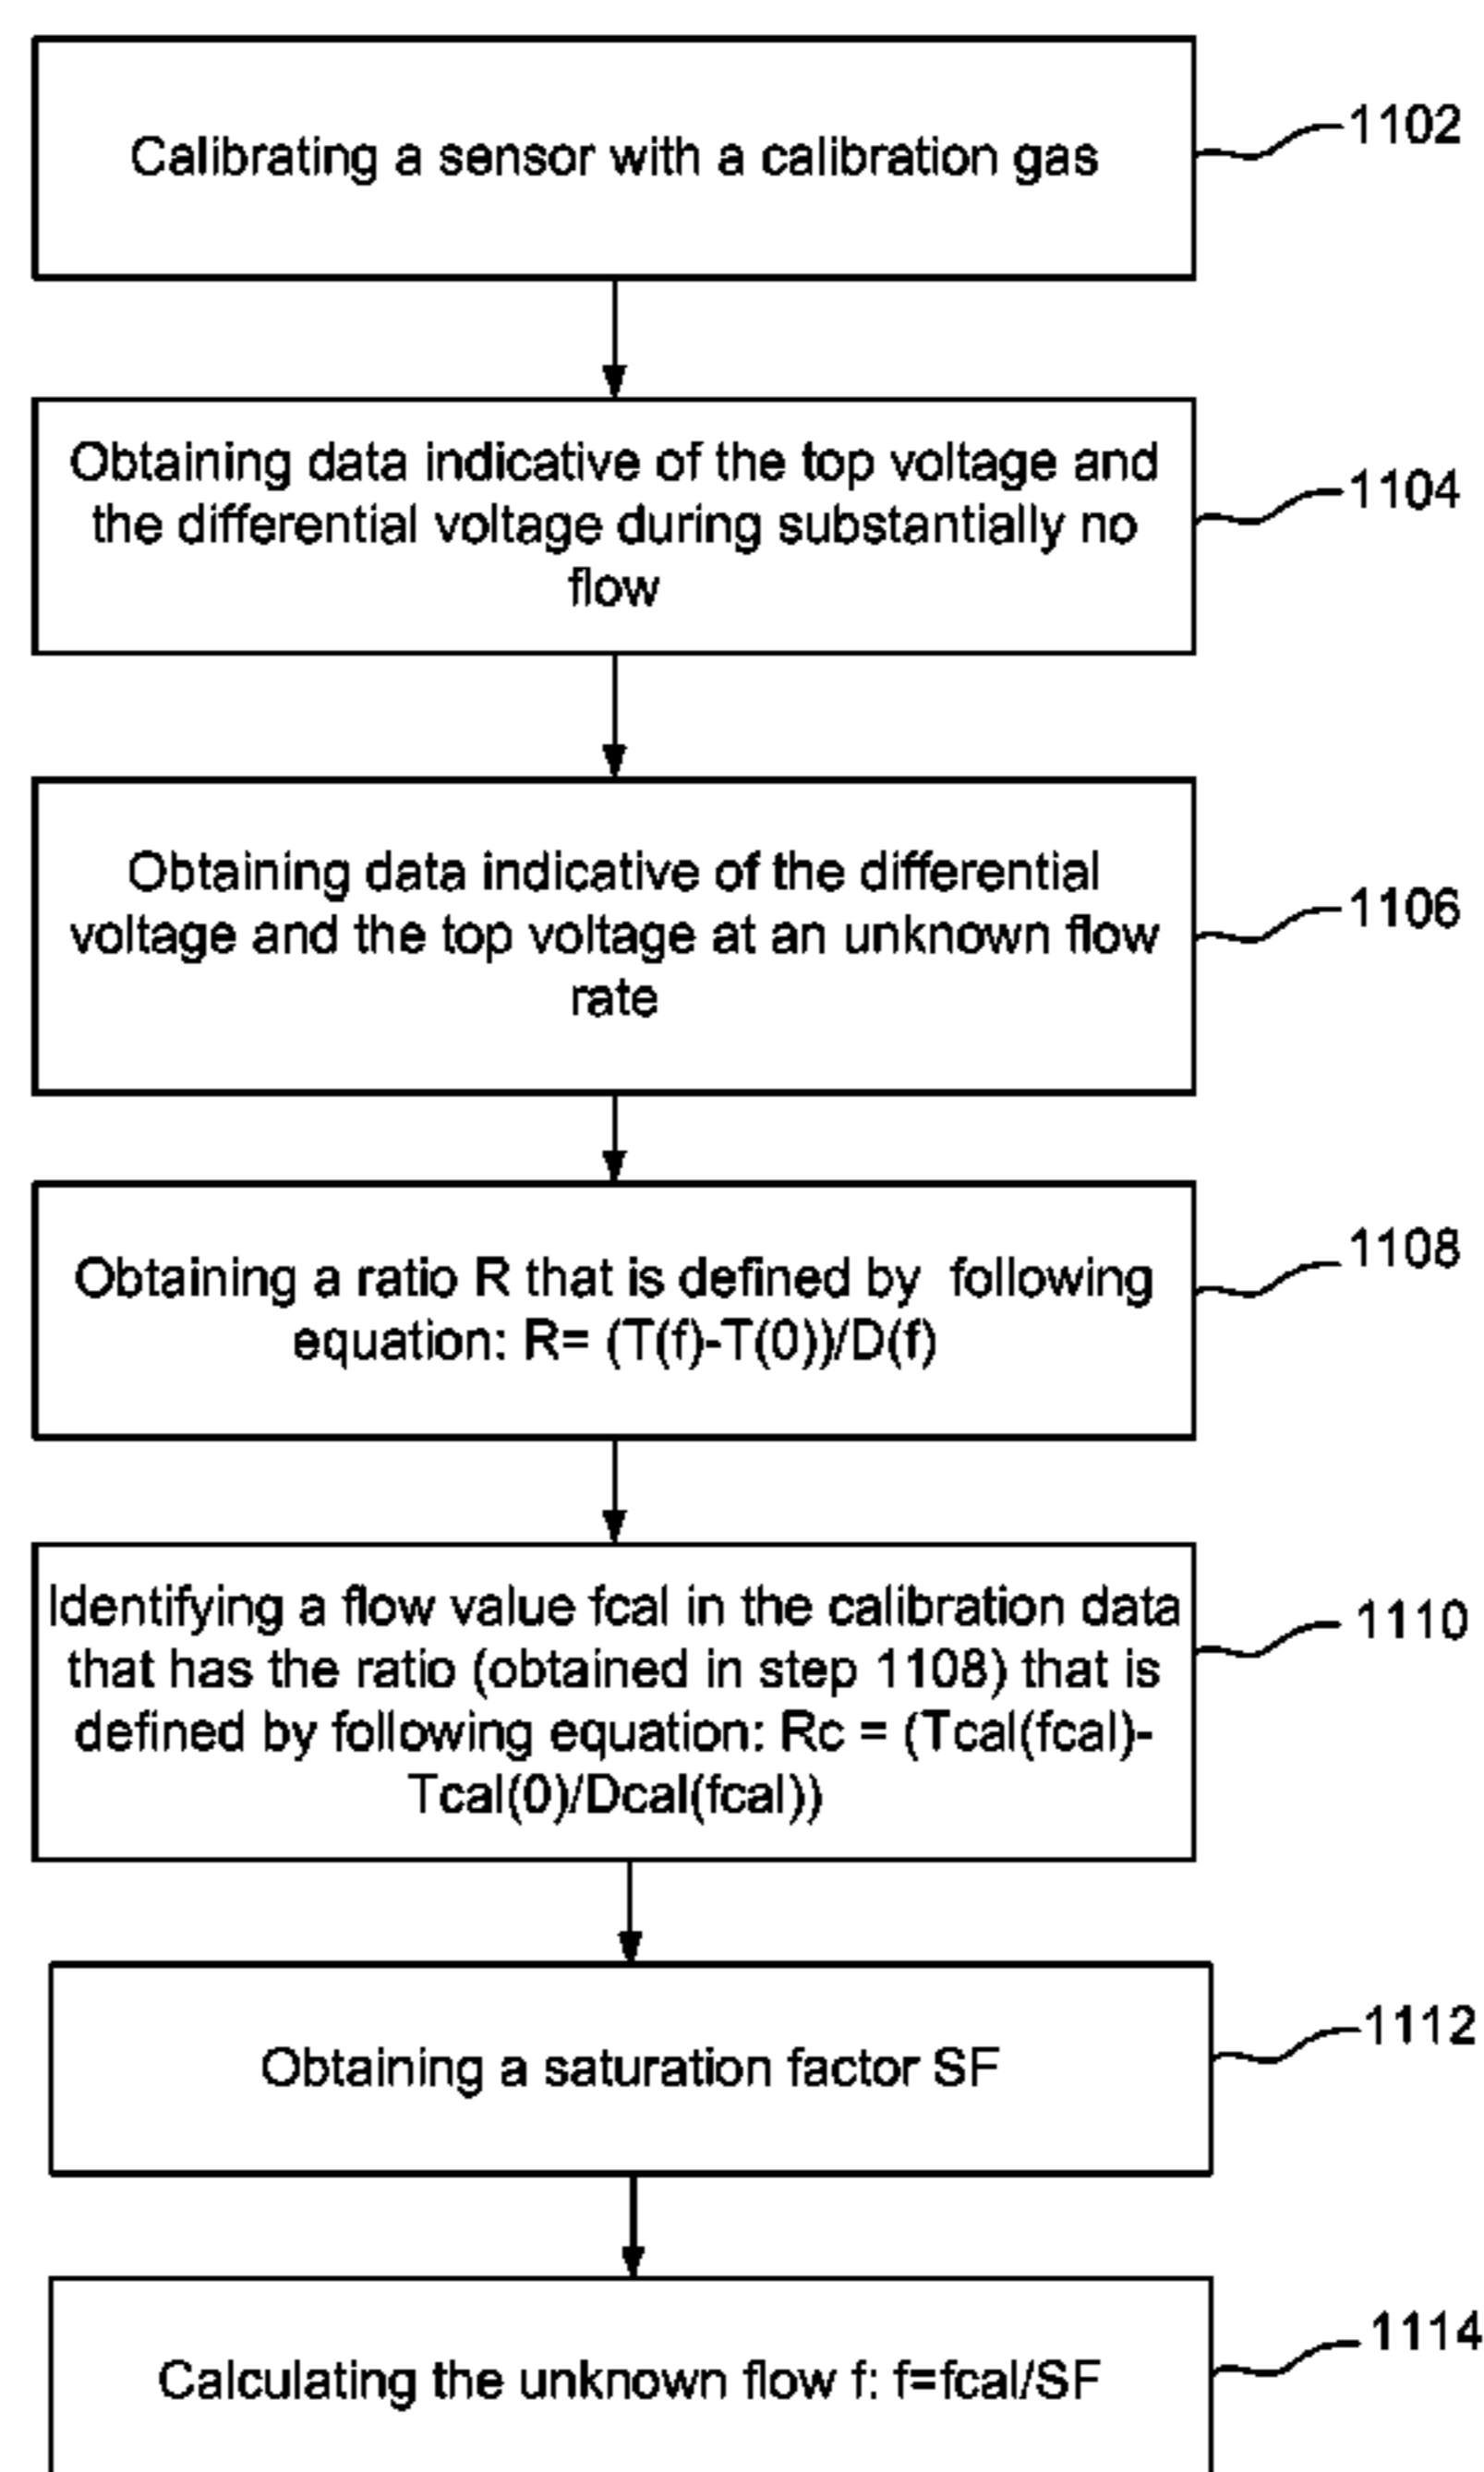 Calibrating a sensor with a calibration gas
1102
Obtaining data indicative of the top voltage and
the differential voltage during substantially no
flow
1104
Obtaining data indicative of the differential
voltage and the top voltage at an unknown flow
rate
1106
Obtaining a ratio R that is defined by following
equation: R= (T(f)-T(0))/D(f)
1108
Identifying a flow value fcal in the calibration data
that has the ratio (obtained in step 1108) that is
defined by following equation: Rc = (Tcal(fcal)-
Tcal(0)/Dcal(fcal))
1110
Obtaining a saturation factor SF
1112
Calculating the unknown flow f: f=fcal/SF
1114